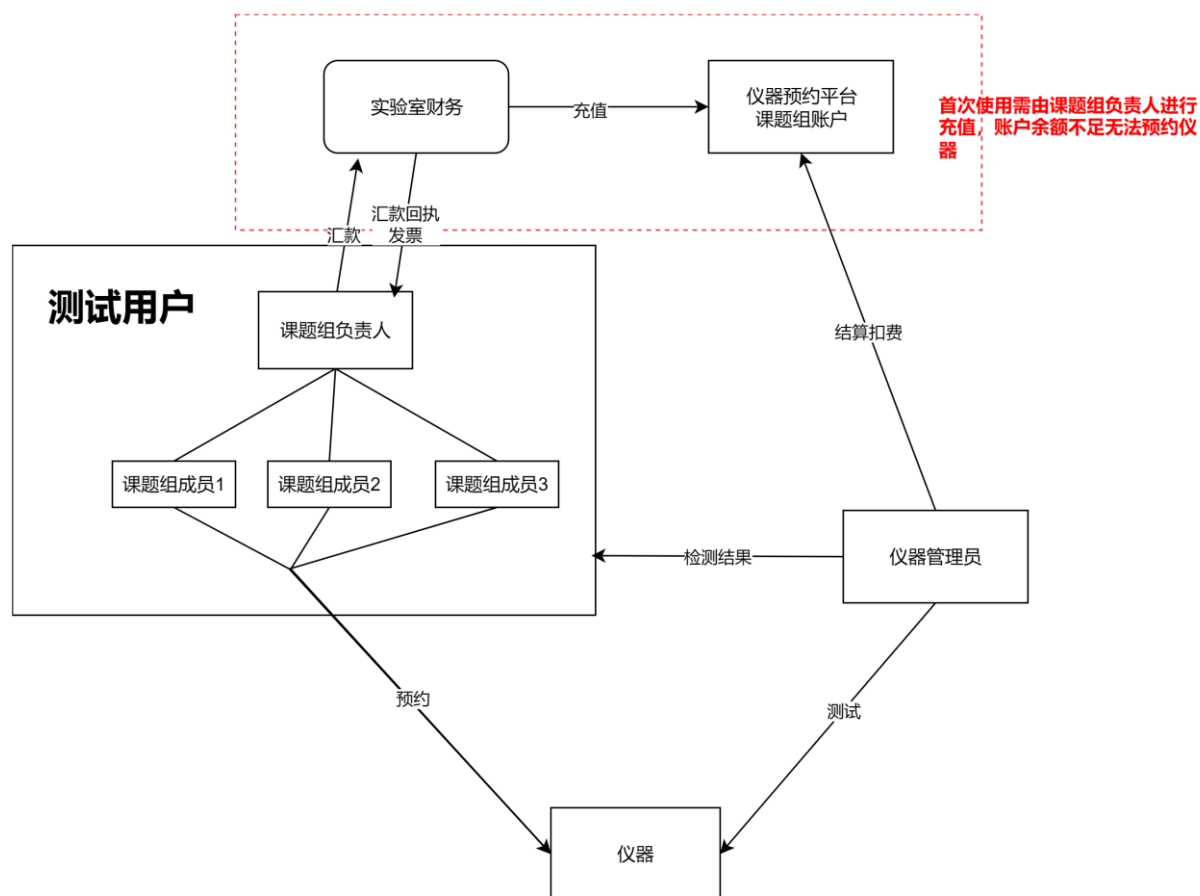 实验室财务
充值
仪器预约平台
课题组账户
首次使用需由课题组负责人进行
充值，账户余额不足无法预约仪
器
汇款
汇款回执
发票
测试用户
课题组负责人
结算扣费
课题组成员1
课题组成员2
课题组成员3
检测结果
仪器管理员
预约
测试
仪器